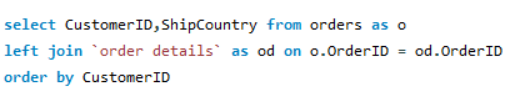 select CustomerID,ShipCountry from orders as o
left join `order details` as od on o.OrderID = od.OrderID
order by CustomerID